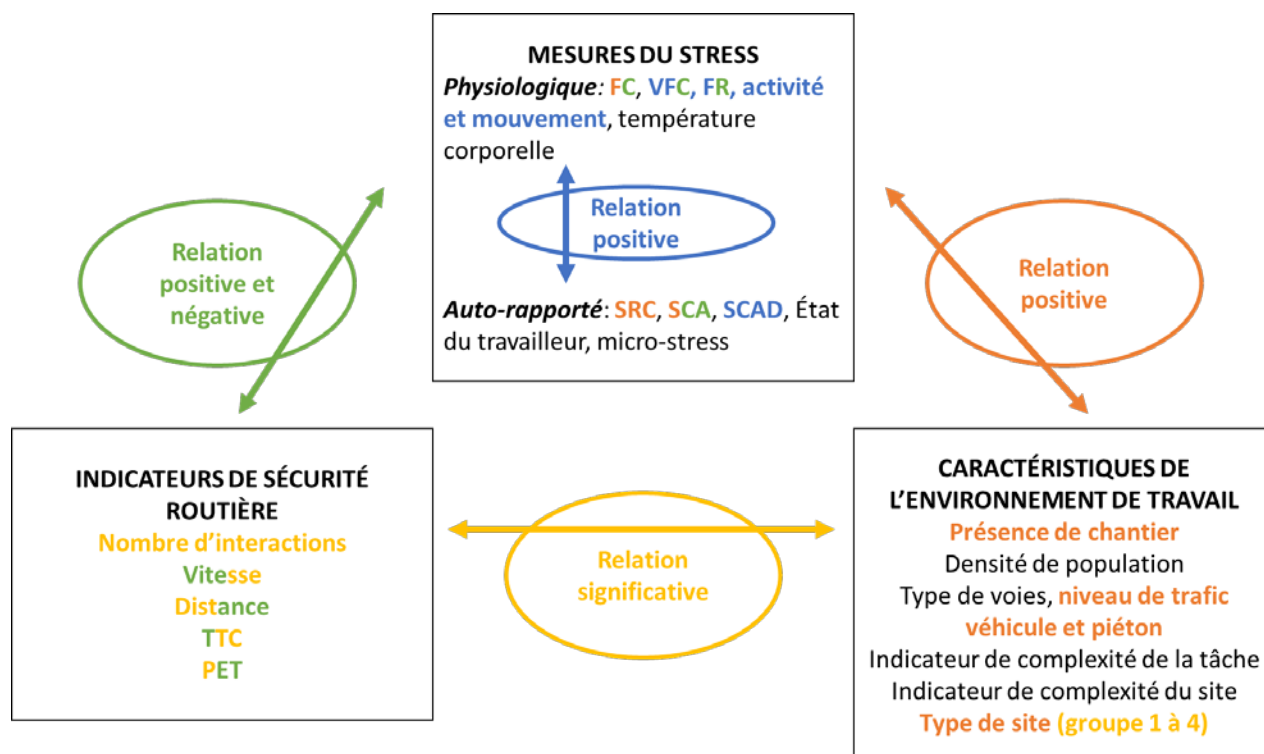 MESURES DU STRESS
Physiologique: FC, VFC, FR, activité
et mouvement, température
corporelle
Relation
positive
Auto-rapporté: SRC, SCA, SCAD, État
du travailleur, micro-stress
Relation
positive et
négative
Relation
positive
INDICATEURS DE SÉCURITÉ
ROUTIÈRE
Nombre d'interactions
Vitesse
Distance
TTC
PET
Relation
significative
CARACTÉRISTIQUES DE
L'ENVIRONNEMENT DE TRAVAIL
Présence de chantier
Densité de population
Type de voies, niveau de trafic
véhicule et piéton
Indicateur de complexité de la tâche
Indicateur de complexité du site
Type de site (groupe 1 à 4)